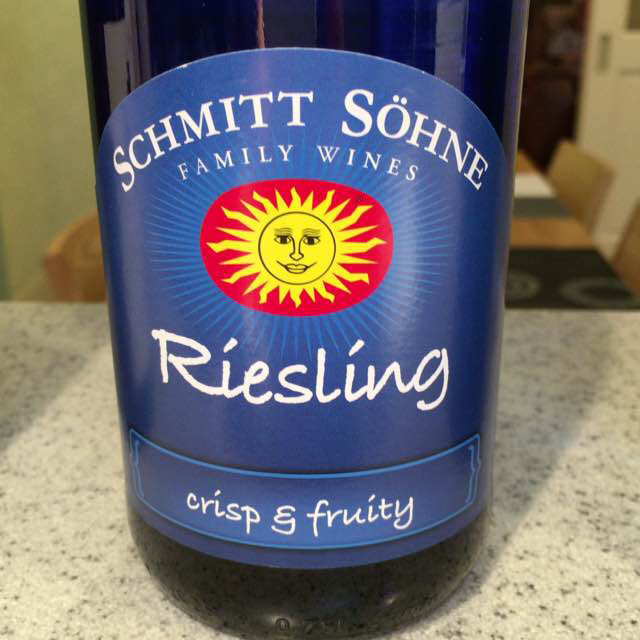 SCHMITT SÖHNE
FAMILY WINES
Riesling
crisp & fruity